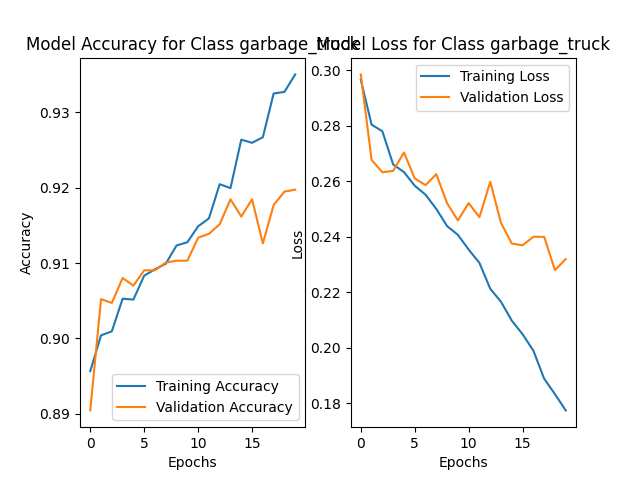 Model Accuracy for Class garbage_truck
0.93
0.92
0.91
0.90
0.89
Accuracy
Training Accuracy
Validation Accuracy
0
5
10
15
Epochs
Model Loss for Class garbage_truck
0.30
0.28
0.26
0.24
0.22
0.20
0.18
Loss
Training Loss
Validation Loss
0
5
10
15
Epochs